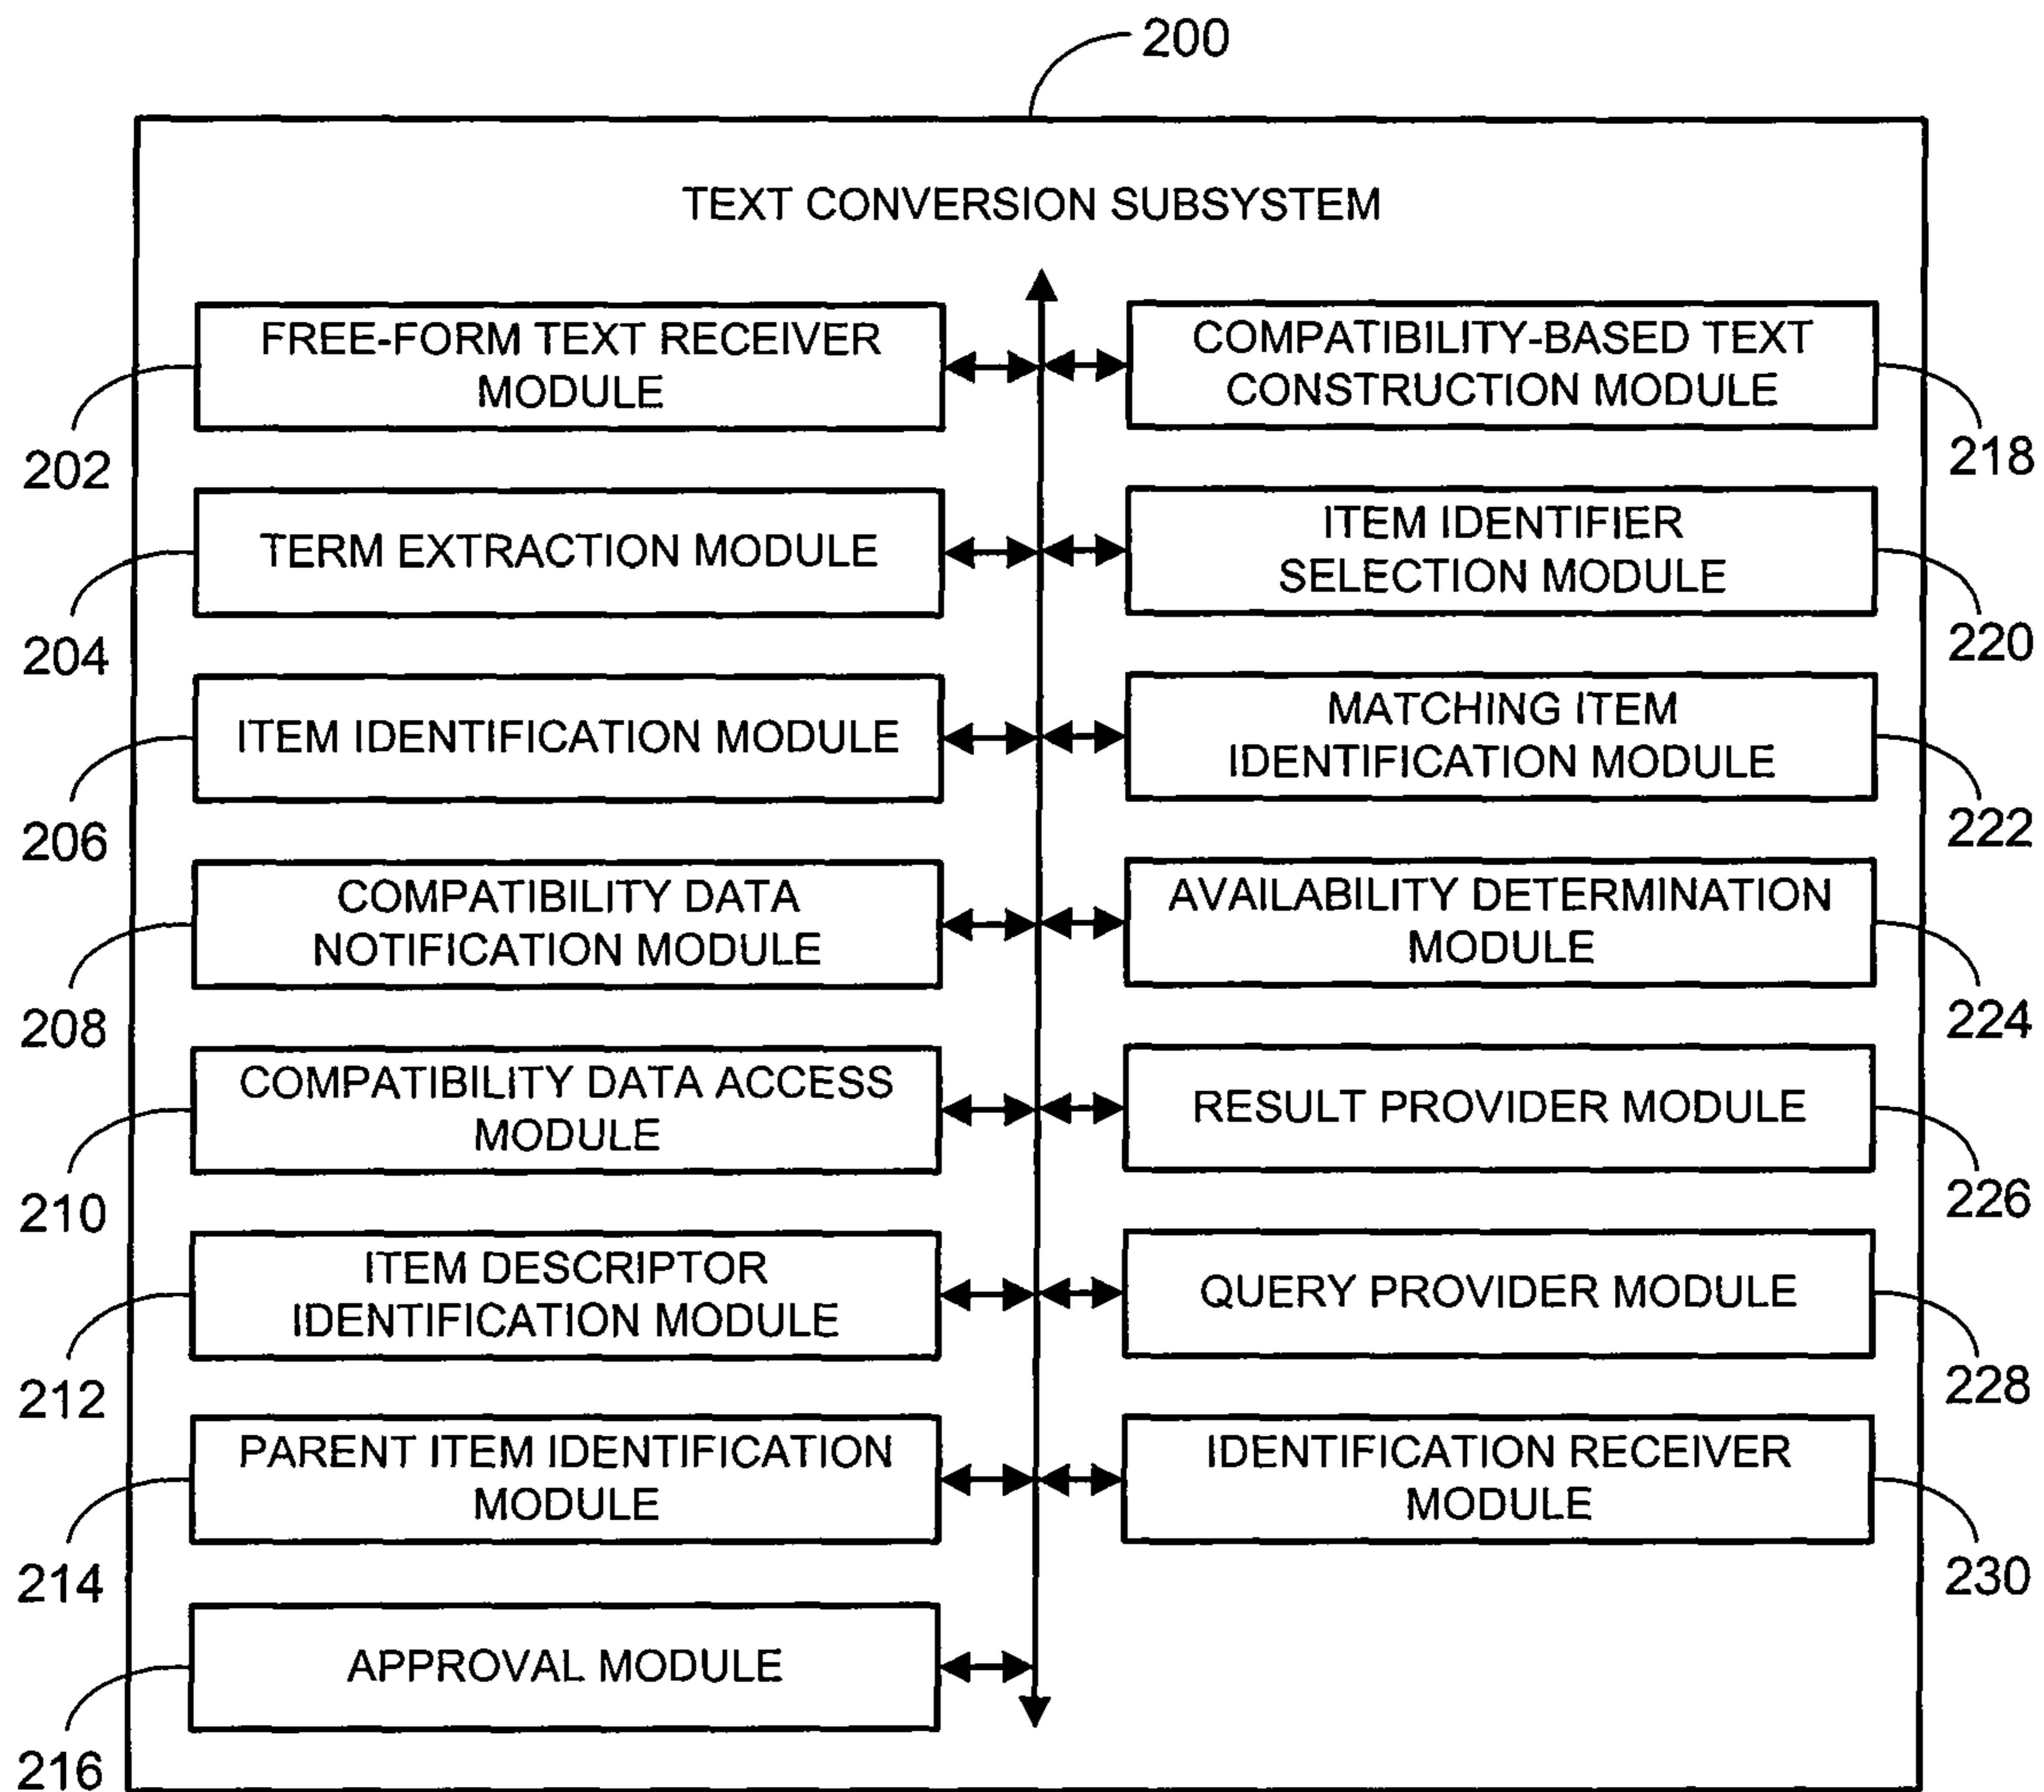 200
TEXT CONVERSION SUBSYSTEM
FREE-FORM TEXT RECEIVER
MODULE
202
TERM EXTRACTION MODULE
204
ITEM IDENTIFICATION MODULE
206
COMPATIBILITY DATA
NOTIFICATION MODULE
208
COMPATIBILITY DATA ACCESS
MODULE
210
ITEM DESCRIPTOR
IDENTIFICATION MODULE
212
PARENT ITEM IDENTIFICATION
MODULE
214
APPROVAL MODULE
216
COMPATIBILITY-BASED TEXT
CONSTRUCTION MODULE
218
ITEM IDENTIFIER
SELECTION MODULE
220
MATCHING ITEM
IDENTIFICATION MODULE
222
AVAILABILITY DETERMINATION
MODULE
224
RESULT PROVIDER MODULE
226
QUERY PROVIDER MODULE
228
IDENTIFICATION RECEIVER
MODULE
230